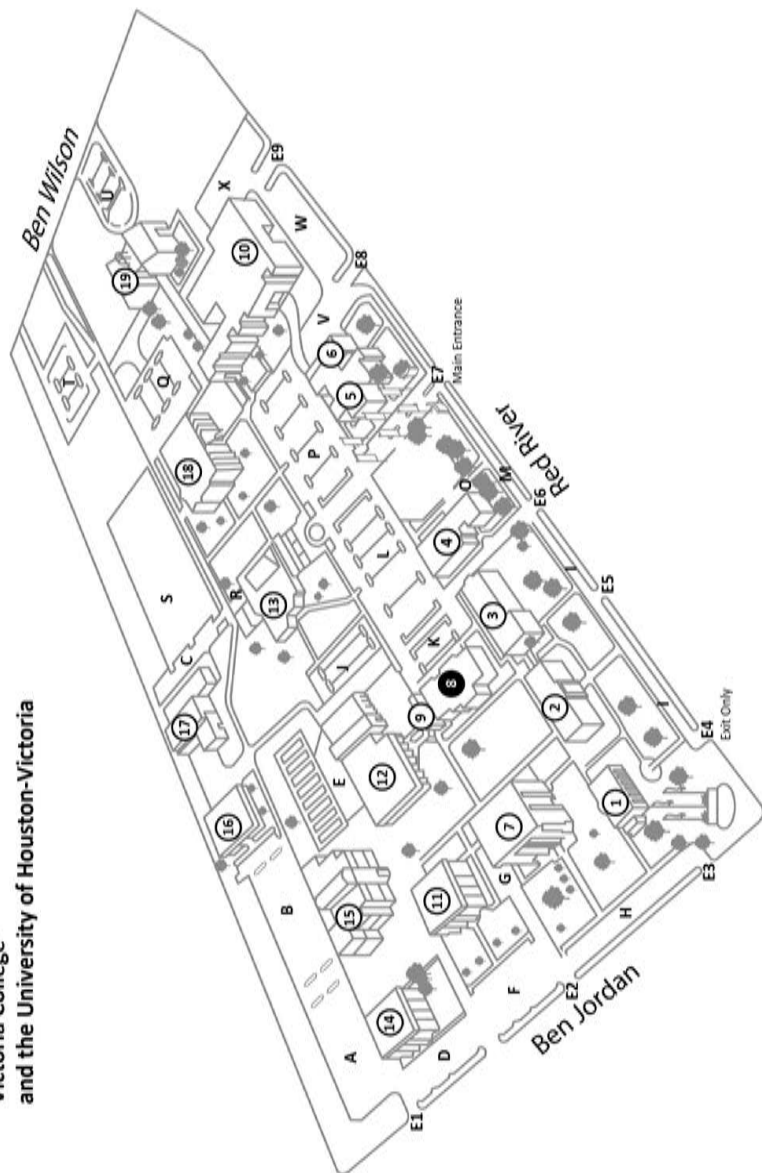 Victoria College
and the University of Houston-Victoria
Ben Wilson
T
U
19
Q
S
C
17
18
16
R
10
X
13
B
W
P
V
6
E
J
15
5
A
12
L
14
9
K
11
D
4
8
O
3
G
M
7
F
2
I
1
H
I
E1
E2
E3
E4
Exit Only
E5
E6
E7
Main Entrance
E8
E9
Ben Jordan
Red River